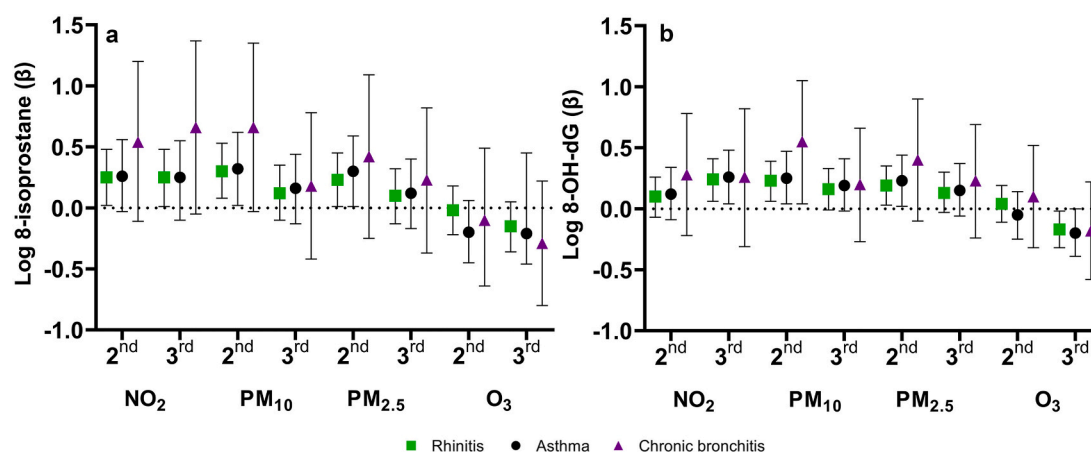 a
Log 8-isoprostane (β)
1.5
1.0
0.5
0.0
-0.5
-1.0
2nd 3rd 2nd 3rd 2nd 3rd 2nd 3rd
NO2 PM10 PM2.5 O3
b
Log 8-OH-dG (β)
1.5
1.0
0.5
0.0
-0.5
-1.0
2nd 3rd 2nd 3rd 2nd 3rd 2nd 3rd
NO2 PM10 PM2.5 O3
Rhinitis Asthma Chronic bronchitis